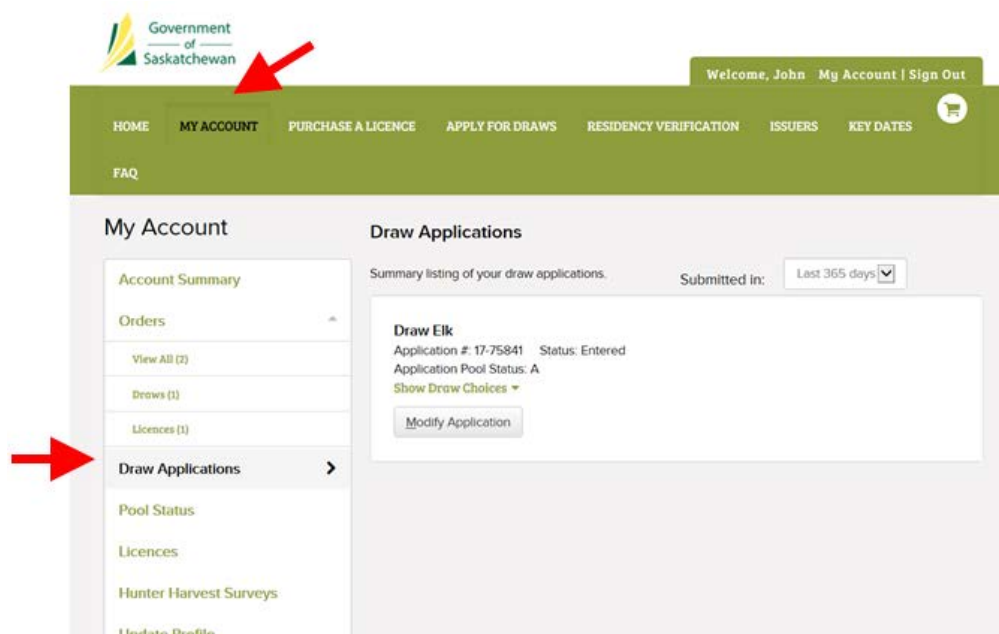 Government
of
Saskatchewan
Welcome, John My Account | Sign Out
HOME MY ACCOUNT PURCHASE A LICENCE APPLY FOR DRAWS RESIDENCY VERIFICATION ISSUERS KEY DATES
FAQ
My Account
Account Summary
Orders
View All (2)
Draws (1)
Licences (1)
Draw Applications
Pool Status
Licences
Hunter Harvest Surveys
Update Profile
Draw Applications
Summary listing of your draw applications. Submitted in: Last 365 days
Draw Elk
Application #: 17-75841 Status: Entered
Application Pool Status: A
Show Draw Choices
Modify Application